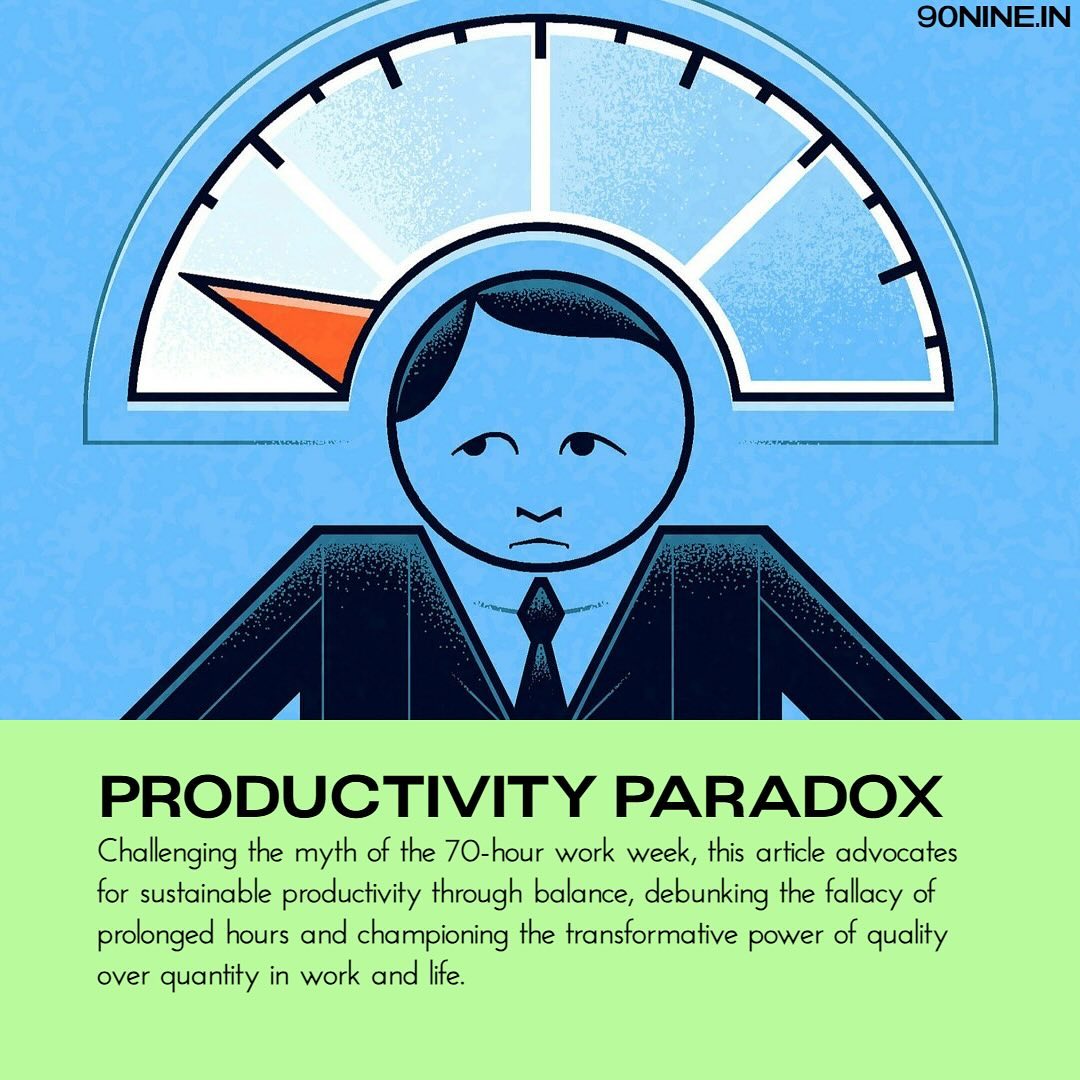 90NINE.IN
PRODUCTIVITY PARADOX
Challenging the myth of the 70-hour work week, this article advocates
for sustainable productivity through balance, debunking the fallacy of
prolonged hours and championing the transformative power of quality
over quantity in work and life.